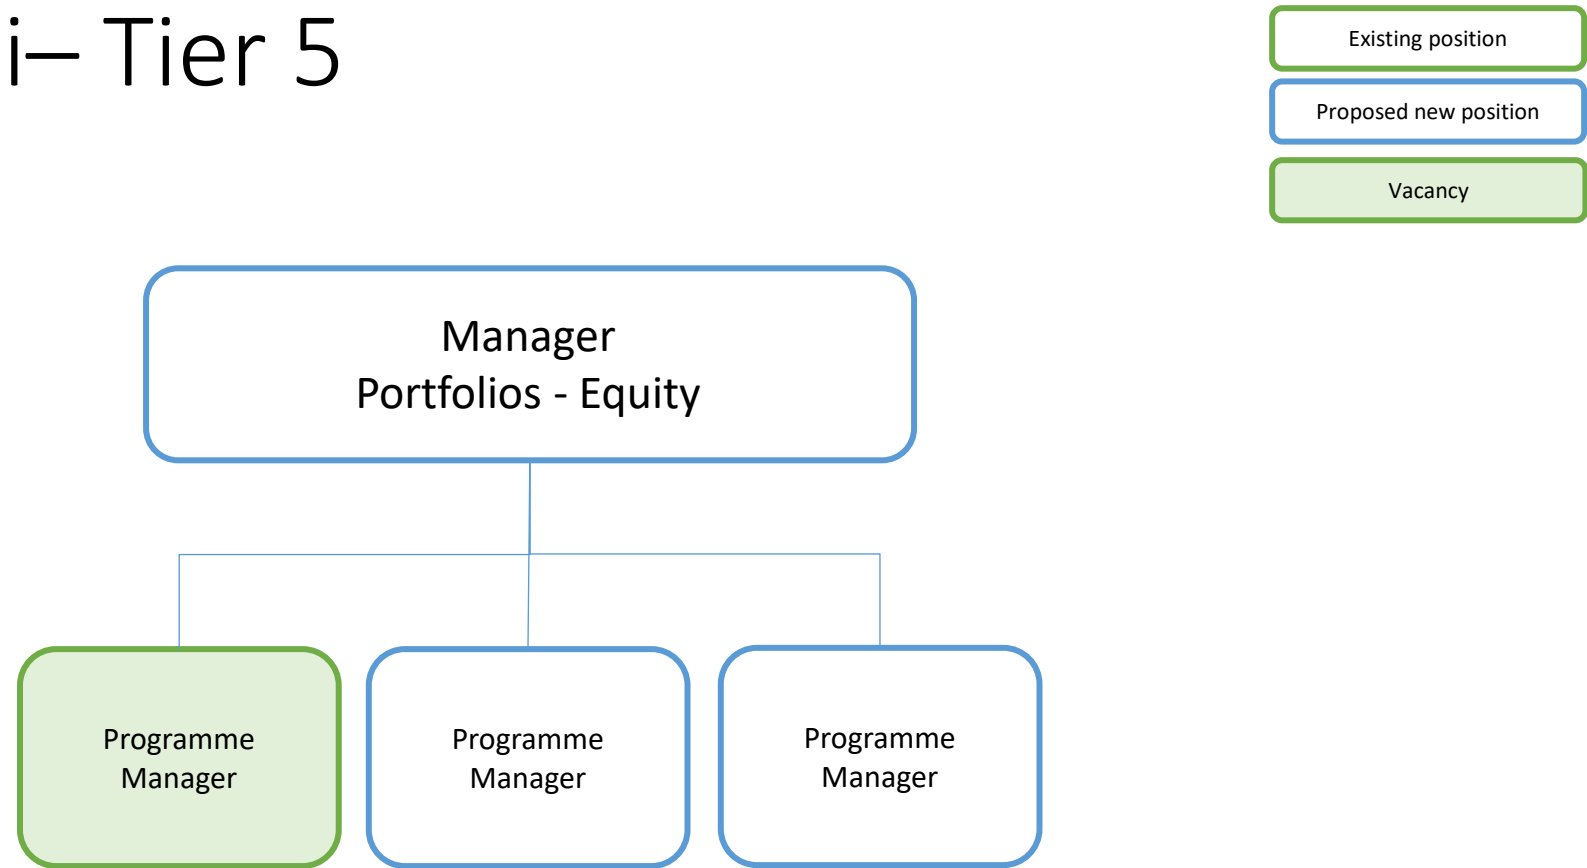 i– Tier 5
Existing position
Proposed new position
Vacancy
Manager
Portfolios - Equity
Programme
Manager
Programme
Manager
Programme
Manager